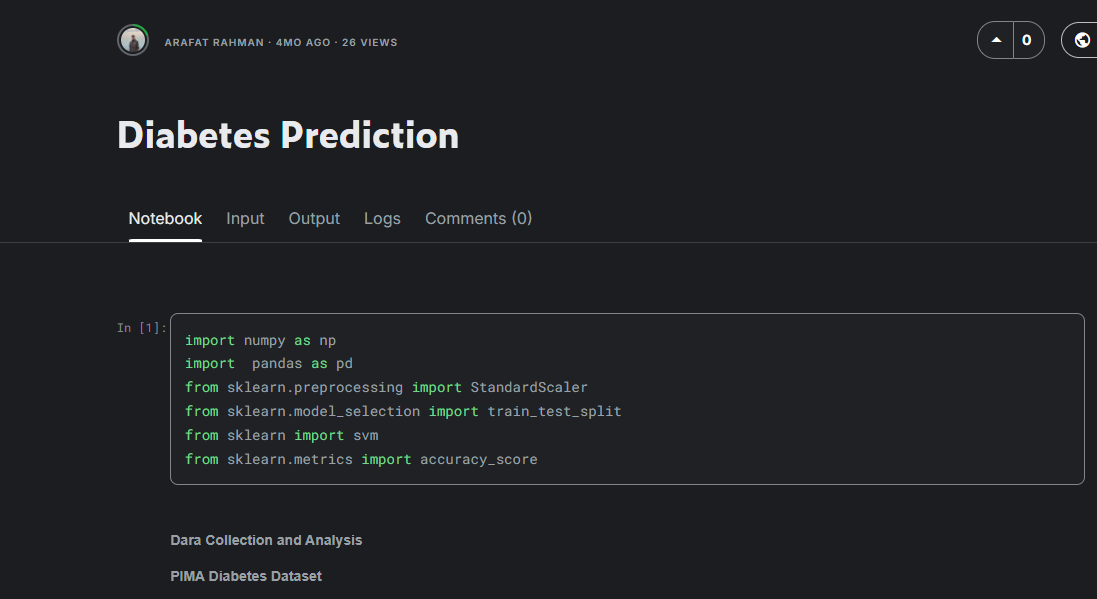 ARAFAT RAHMAN · 4MO AGO · 26 VIEWS
0
Diabetes Prediction
Notebook Input Output Logs Comments (0)
In [1]:
import numpy as np
import  pandas as pd
from sklearn.preprocessing import StandardScaler
from sklearn.model_selection import train_test_split
from sklearn import svm
from sklearn.metrics import accuracy_score
Dara Collection and Analysis
PIMA Diabetes Dataset